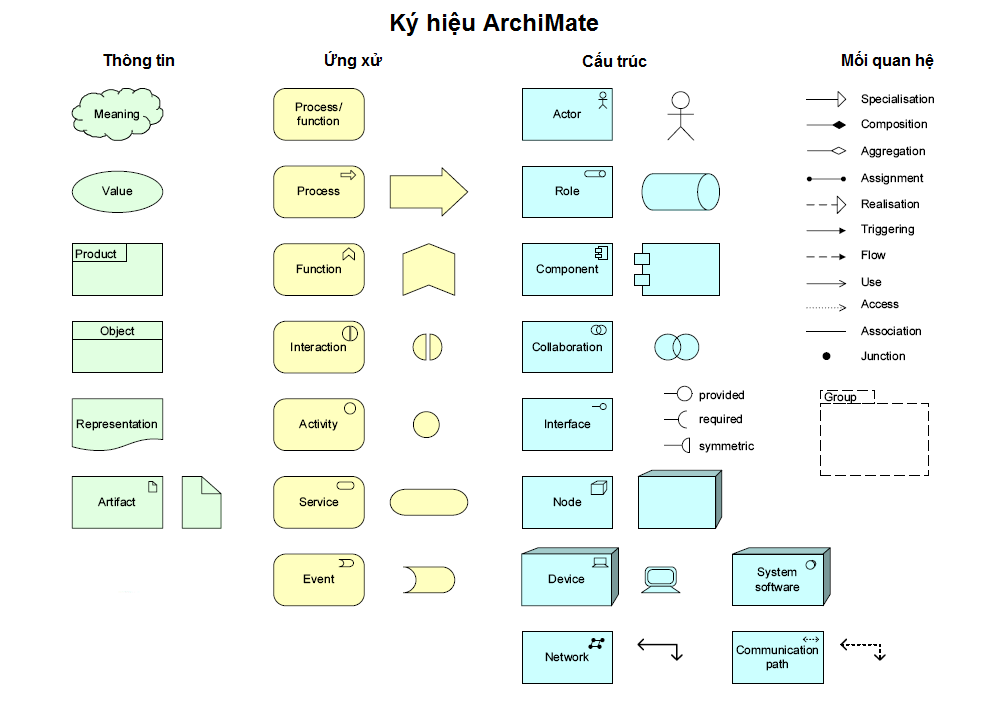 Ký hiệu ArchiMate
Thông tin
Ứng xử
Cấu trúc
Mối quan hệ
Meaning
Value
Product
Object
Representation
Artifact
Process/
function
Process
Function
Interaction
Activity
Service
Event
Actor
Role
Component
Collaboration
Interface
provided
required
symmetric
Node
Device
System
software
Network
Communication
path
Specialisation
Composition
Aggregation
Assignment
Realisation
Triggering
Flow
Use
Access
Association
Junction
Group